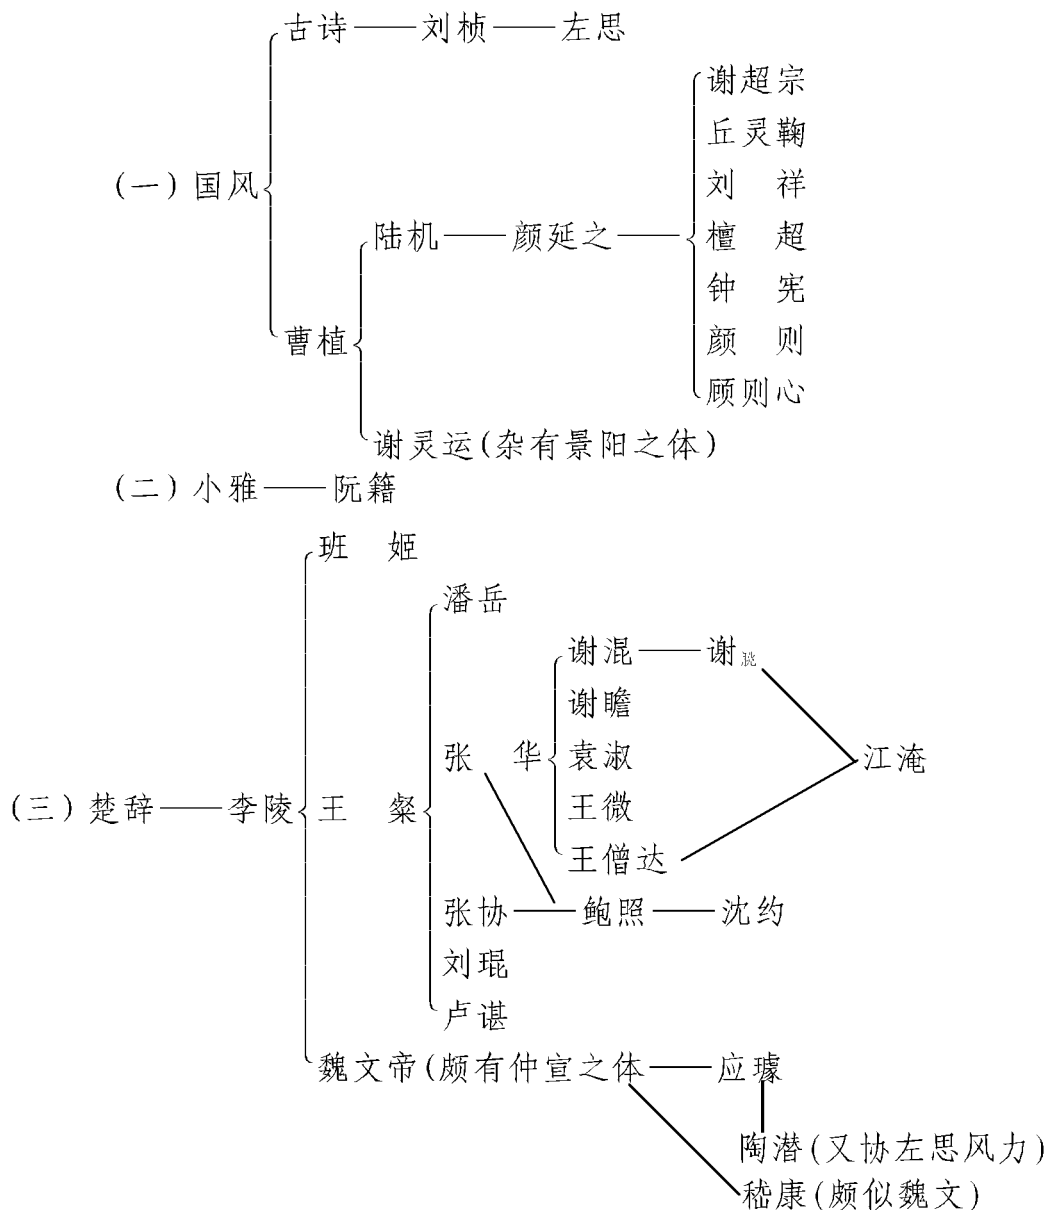 古诗——刘桢——左思
谢超宗
丘灵鞠
(一)国风
刘 祥
陆机——颜延之——檀 超
钟 宪
曹植
颜 则
顾则心
谢灵运(杂有景阳之体)
(二)小雅——阮籍
班 姬
潘岳
谢混——谢朓
谢瞻
张 华 袁淑 江淹
(三)楚辞——李陵 王 粲 王微
王僧达
张协——鲍照——沈约
刘琨
卢谌
魏文帝(颇有仲宣之体——应璩
陶潜(又协左思风力)
嵇康(颇似魏文)